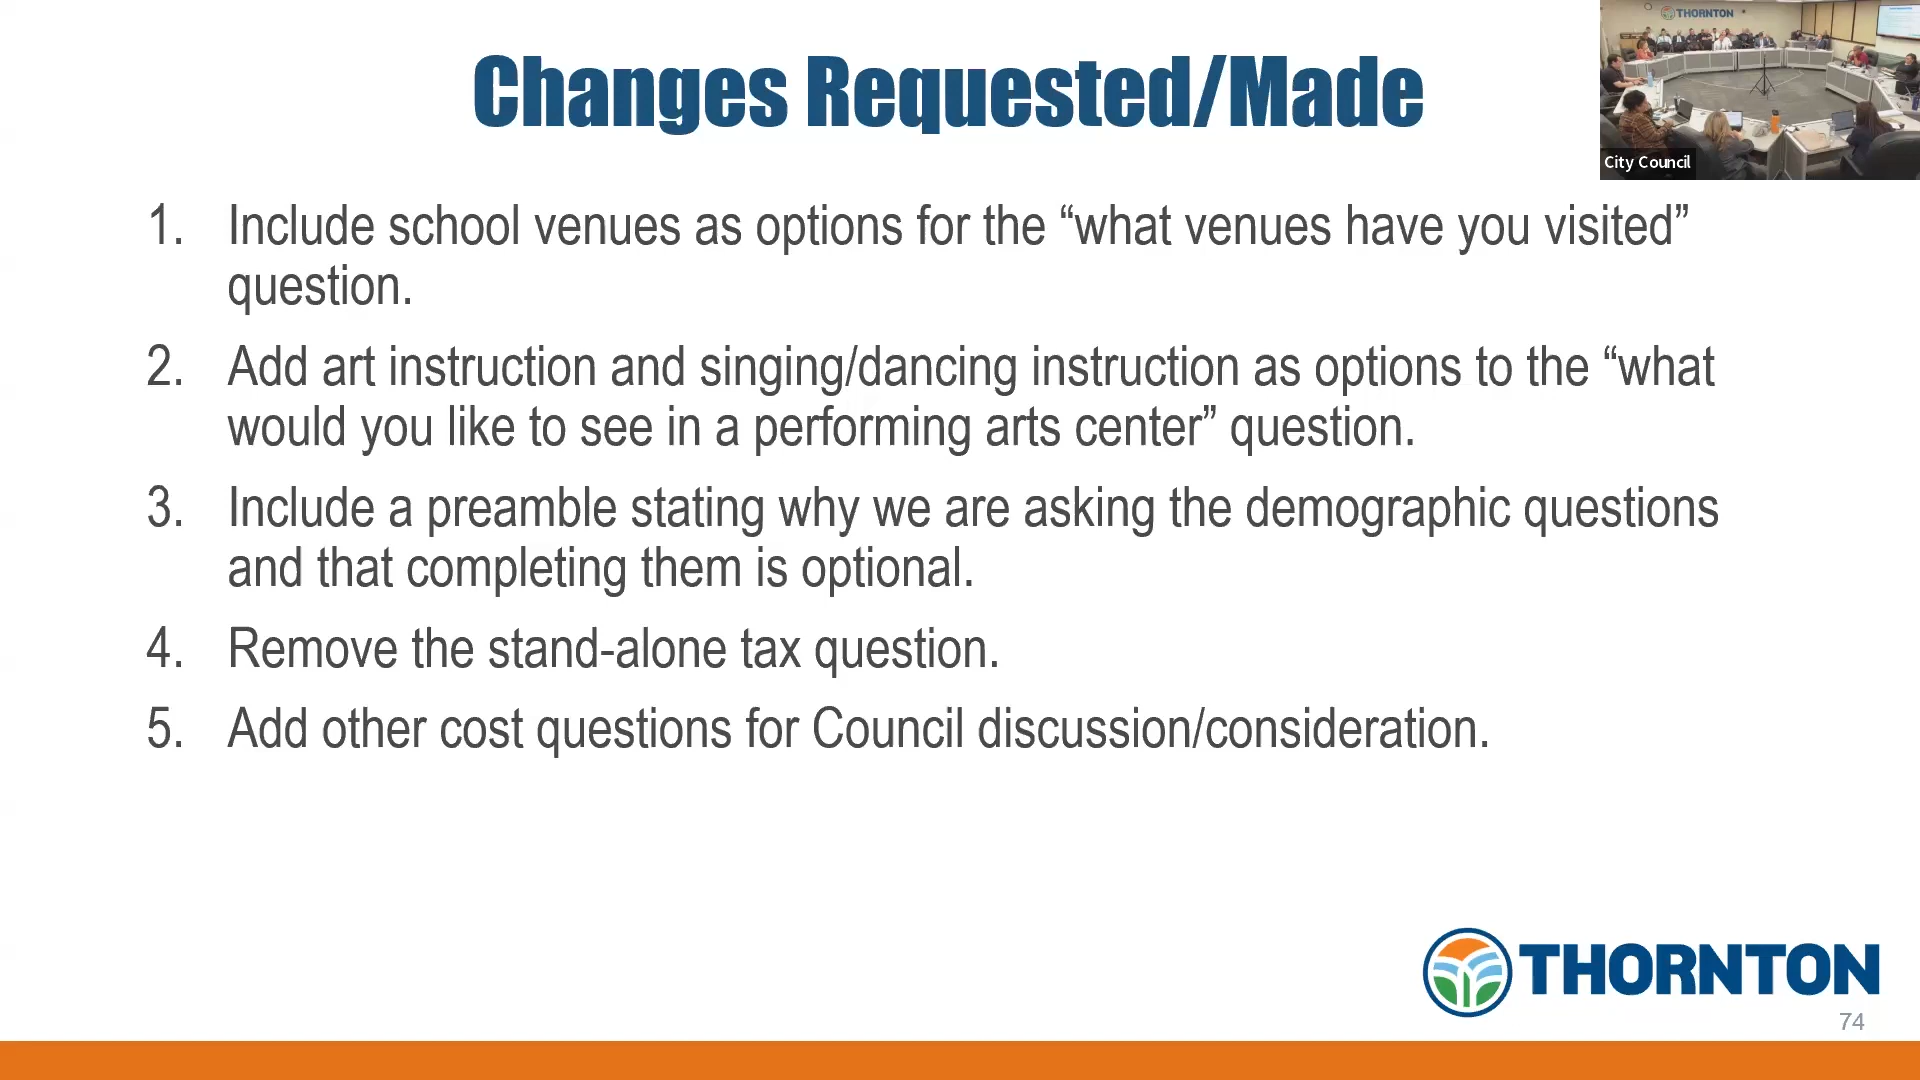 Changes Requested/Made
THORNTON
City Council
1. Include school venues as options for the “what venues have you visited”
question.
2. Add art instruction and singing/dancing instruction as options to the “what
would you like to see in a performing arts center” question.
3. Include a preamble stating why we are asking the demographic questions
and that completing them is optional.
4. Remove the stand-alone tax question.
5. Add other cost questions for Council discussion/consideration.
THORNTON
74